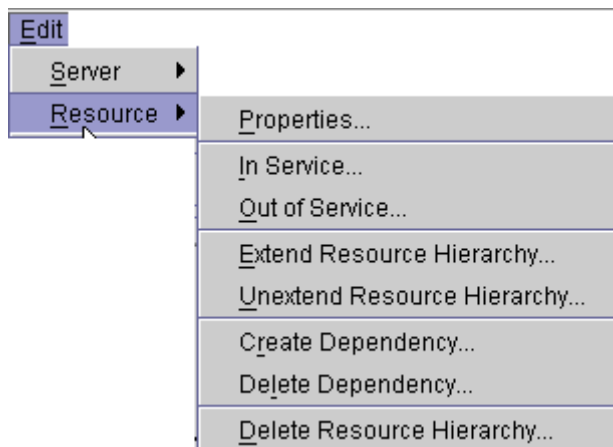 Edit
Server
Resource
Properties...
In Service...
Out of Service...
Extend Resource Hierarchy...
Unextend Resource Hierarchy...
Create Dependency...
Delete Dependency...
Delete Resource Hierarchy...